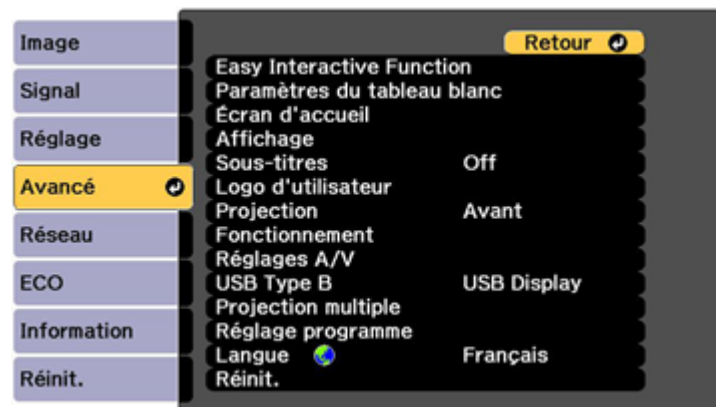 Image
Signal
Réglage
Avancé
Réseau
ECO
Information
Réinit.
Retour
Easy Interactive Function
Paramètres du tableau blanc
Écran d'accueil
Affichage
Sous-titres Off
Logo d'utilisateur
Projection Avant
Fonctionnement
Réglages A/V
USB Type B USB Display
Projection multiple
Réglage programme
Langue Français
Réinit.